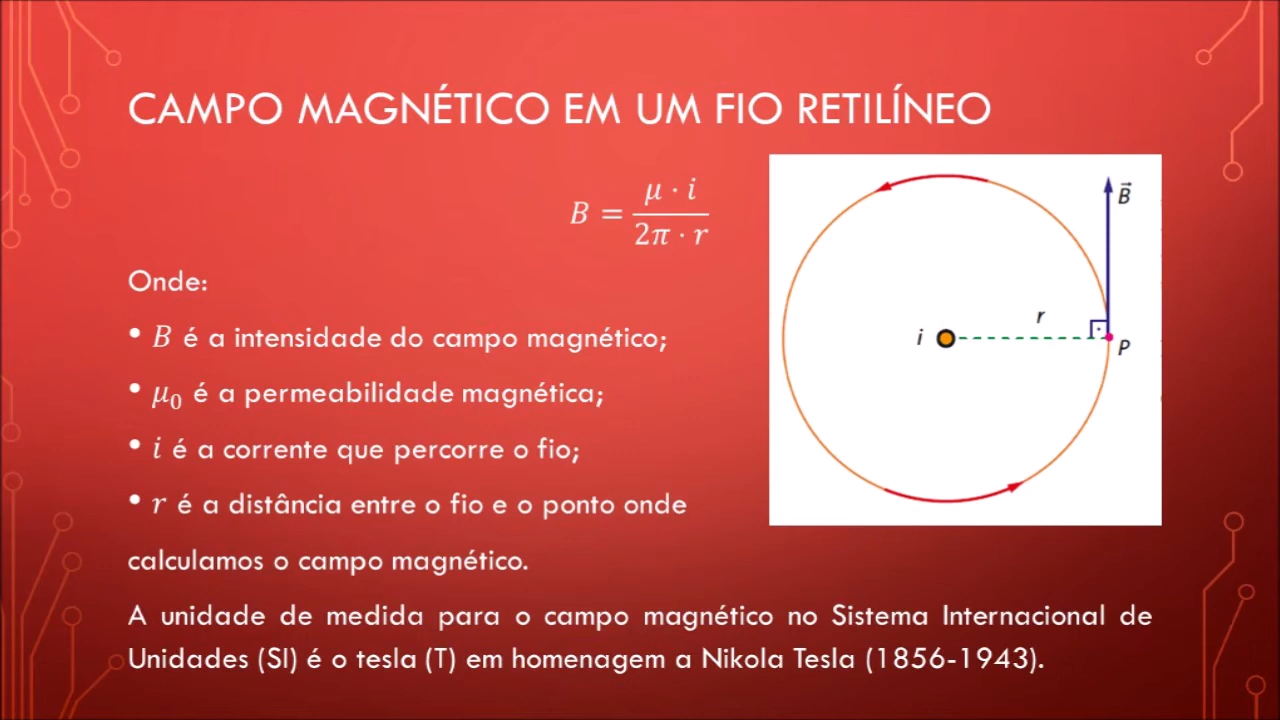 CAMPO MAGNÉTICO EM UM FIO RETILÍNEO
B = μ · i / 2π · r
Onde:
• B é a intensidade do campo magnético;
• μ₀ é a permeabilidade magnética;
• i é a corrente que percorre o fio;
• r é a distância entre o fio e o ponto onde
calculamos o campo magnético.
A unidade de medida para o campo magnético no Sistema Internacional de
Unidades (SI) é o tesla (T) em homenagem a Nikola Tesla (1856-1943).
B⃗
r
i
P